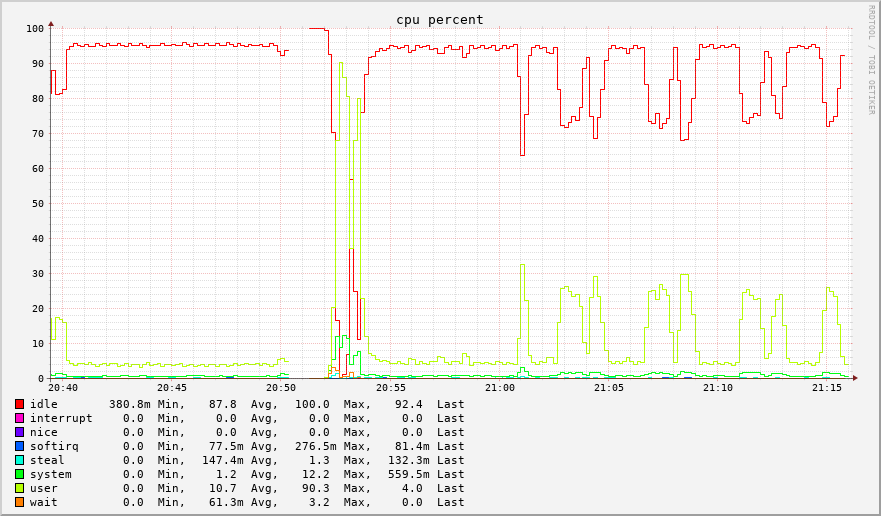 cpu percent
RRDTOOL / TOBI OETIKER
100
90
80
70
60
50
40
30
20
10
0
20:40 20:45 20:50 20:55 21:00 21:05 21:10 21:15
idle 380.8m Min, 87.8 Avg, 100.0 Max, 92.4 Last
interrupt 0.0 Min, 0.0 Avg, 0.0 Max, 0.0 Last
nice 0.0 Min, 0.0 Avg, 0.0 Max, 0.0 Last
softirq 0.0 Min, 77.5m Avg, 276.5m Max, 81.4m Last
steal 0.0 Min, 147.4m Avg, 1.3 Max, 132.3m Last
system 0.0 Min, 1.2 Avg, 12.2 Max, 559.5m Last
user 0.0 Min, 10.7 Avg, 90.3 Max, 4.0 Last
wait 0.0 Min, 61.3m Avg, 3.2 Max, 0.0 Last